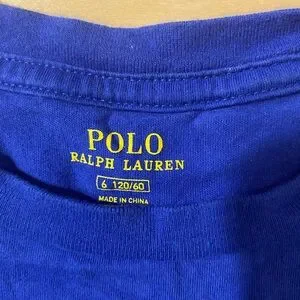 POLO
RALPH LAUREN
6 120/60
MADE IN CHINA